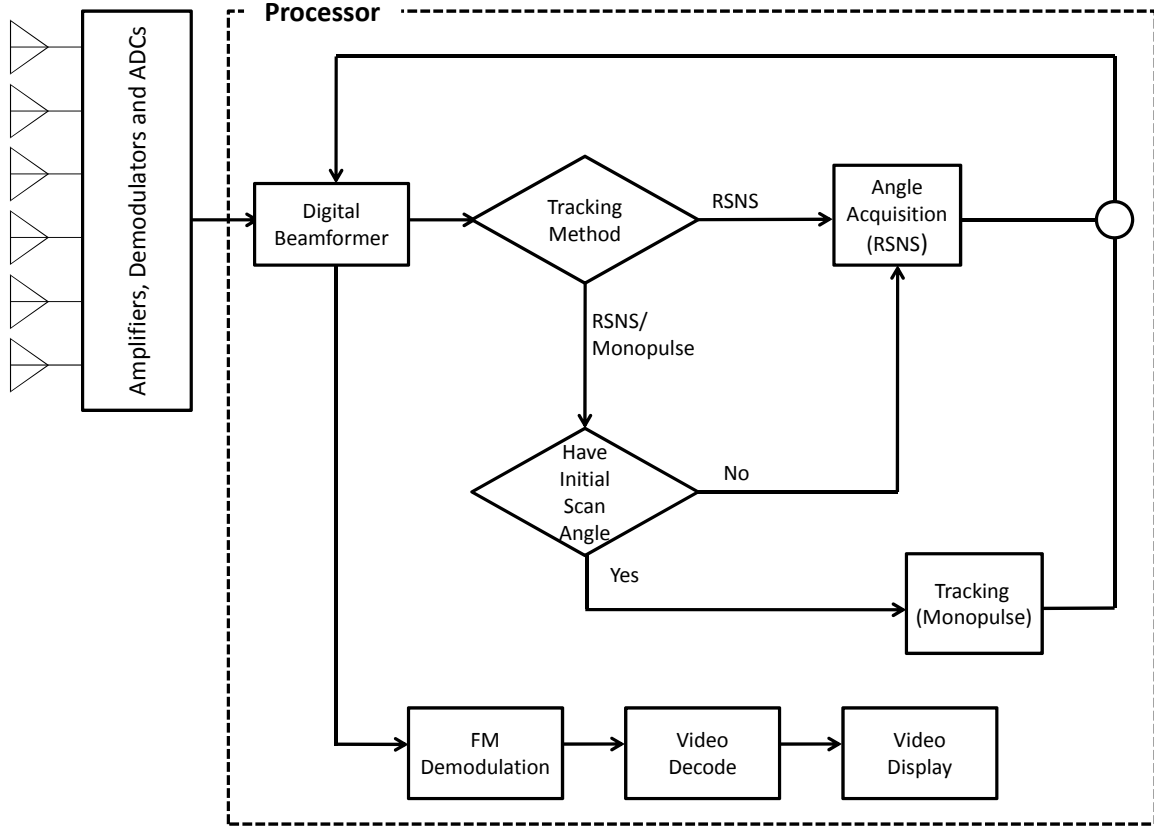 Processor
Amplifiers, Demodulators and ADCs
Digital
Beamformer
Tracking
Method
RSNS
Angle
Acquisition
(RSNS)
RSNS/
Monopulse
Have
Initial
Scan
Angle
No
Yes
Tracking
(Monopulse)
FM
Demodulation
Video
Decode
Video
Display